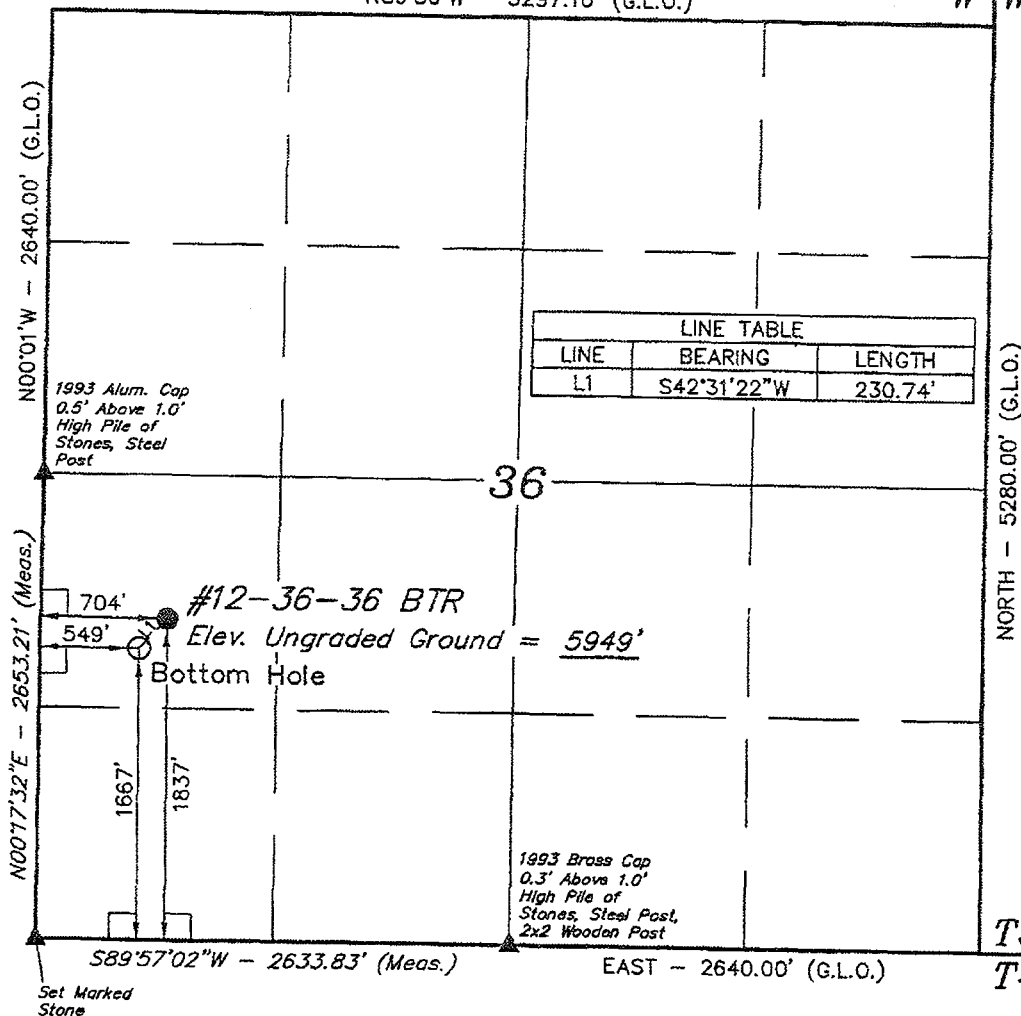 5297.16' (G.L.O.)
N00°01'W - 2640.00' (G.L.O.)
LINE TABLE
LINE BEARING LENGTH
L1 S42°31'22"W 230.74'
1993 Alum. Cap
0.5' Above 1.0'
High Pile of
Stones, Steel
Post
36
NORTH - 5280.00' (G.L.O.)
N00°17'32"E - 2653.21' (Meas.)
704'
#12-36-36 BTR
549'
Elev. Ungraded Ground = 5949'
Bottom Hole
1667'
1837'
1993 Brass Cap
0.3' Above 1.0'
High Pile of
Stones, Steel Post,
2x2 Wooden Post
S89°57'02"W - 2633.83' (Meas.)
EAST - 2640.00' (G.L.O.)
Set Marked
Stone